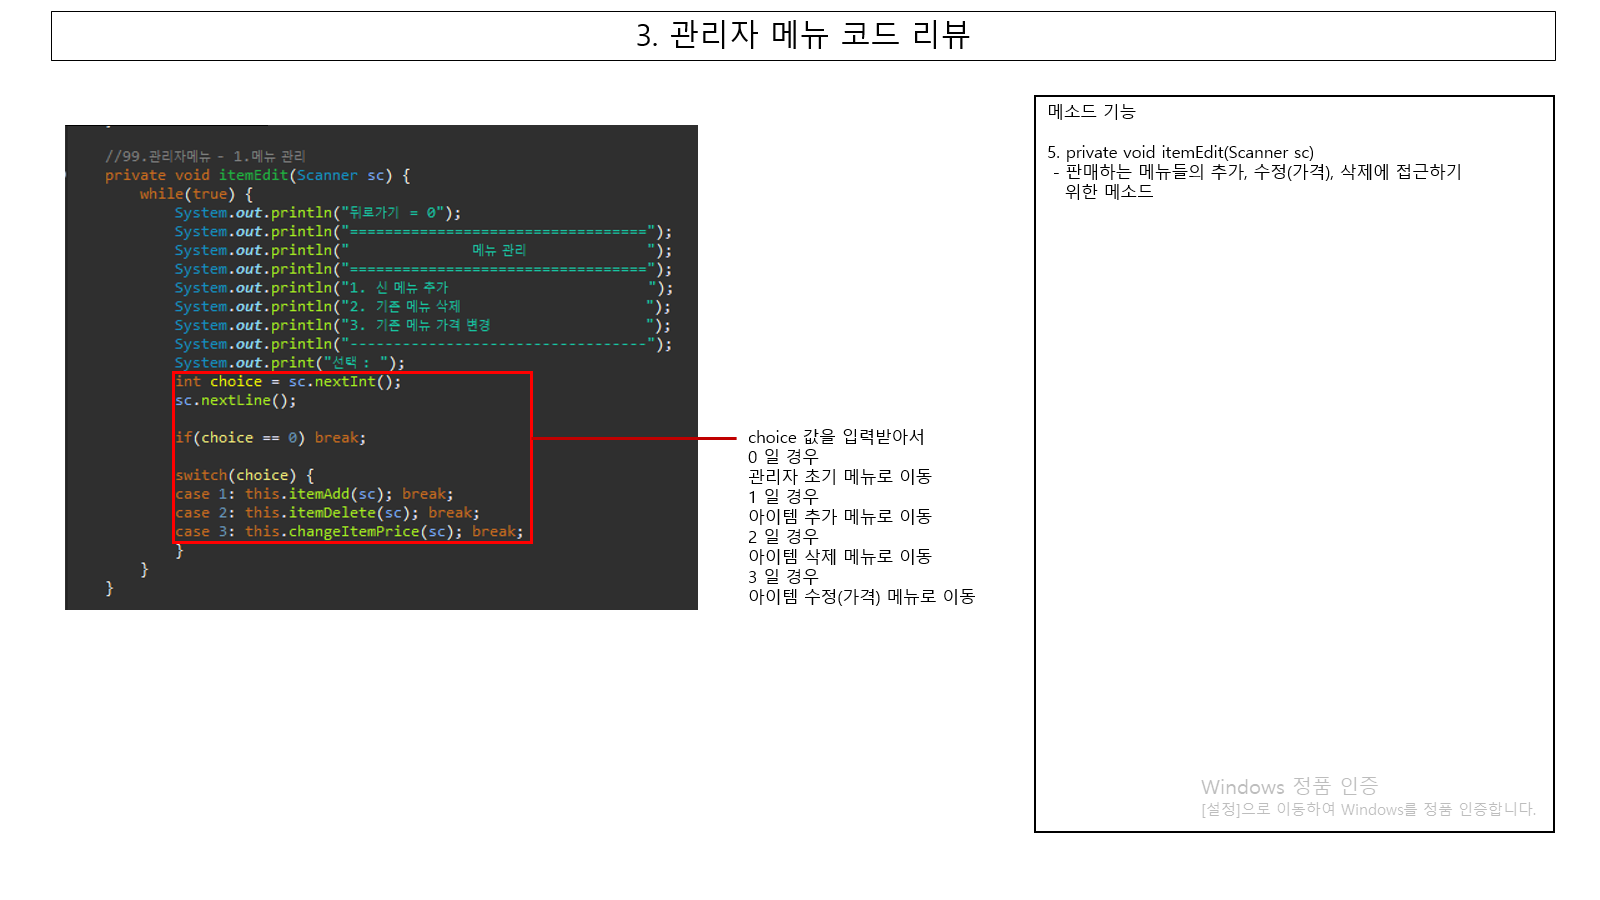 3. 관리자 메뉴 코드 리뷰
//99.관리자메뉴 - 1.메뉴 관리
private void itemEdit(Scanner sc) {
while(true) {
System.out.println("뒤로가기 = 0");
System.out.println("==================================");
System.out.println("              메뉴 관리              ");
System.out.println("==================================");
System.out.println("1. 신 메뉴 추가                       ");
System.out.println("2. 기존 메뉴 삭제                     ");
System.out.println("3. 기존 메뉴 가격 변경                  ");
System.out.println("----------------------------------");
System.out.print("선택 : ");
int choice = sc.nextInt();
sc.nextLine();
if(choice == 0) break;
switch(choice) {
case 1: this.itemAdd(sc); break;
case 2: this.itemDelete(sc); break;
case 3: this.changeItemPrice(sc); break;
}
}
}
choice 값을 입력받아서
0 일 경우
관리자 초기 메뉴로 이동
1 일 경우
아이템 추가 메뉴로 이동
2 일 경우
아이템 삭제 메뉴로 이동
3 일 경우
아이템 수정(가격) 메뉴로 이동
메소드 기능
5. private void itemEdit(Scanner sc)
- 판매하는 메뉴들의 추가, 수정(가격), 삭제에 접근하기
위한 메소드
Windows 정품 인증
[설정]으로 이동하여 Windows를 정품 인증합니다.